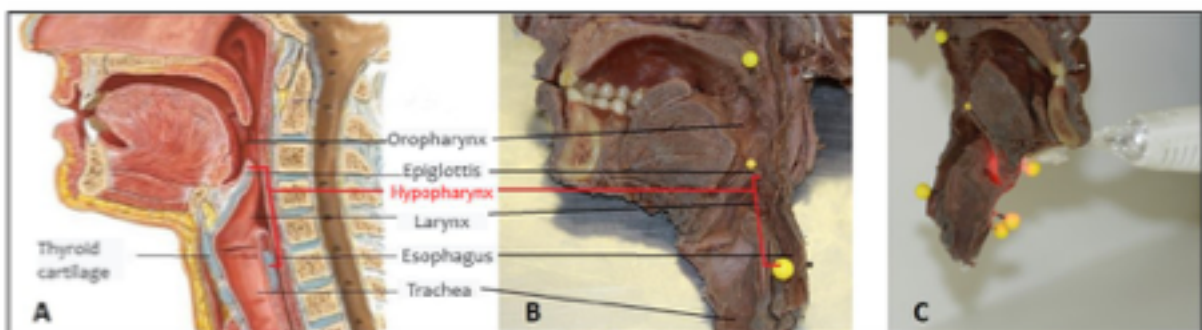 Oropharynx
Epiglottis
Hypopharynx
Larynx
Thyroid
cartilage
Esophagus
Trachea
A
B
C